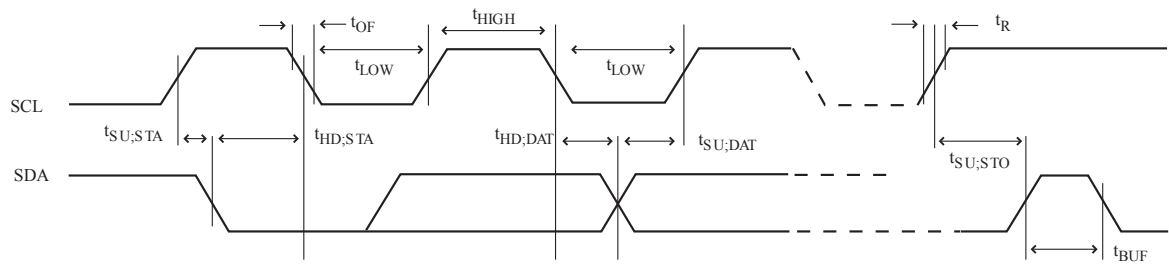 t_OF
t_HIGH
t_R
t_LOW
t_LOW
SCL
t_SU;STA
t_HD;STA
t_HD;DAT
t_SU;DAT
t_SU;STO
SDA
t_BUF